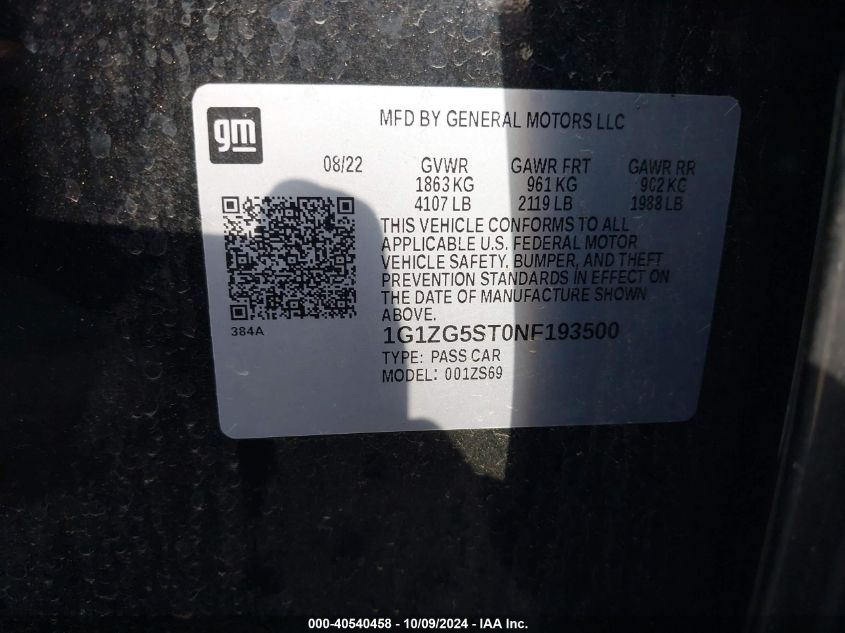 gm
MFD BY GENERAL MOTORS LLC
08/22 GVWR GAWR FRT GAWR RR
1863 KG 961 KG 902 KG
4107 LB 2119 LB 1988 LB
THIS VEHICLE CONFORMS TO ALL
APPLICABLE U.S. FEDERAL MOTOR
VEHICLE SAFETY, BUMPER, AND THEFT
PREVENTION STANDARDS IN EFFECT ON
THE DATE OF MANUFACTURE SHOWN
ABOVE.
384A
1G1ZG5ST0NF193500
TYPE: PASS CAR
MODEL: 001ZS69
000-40540458 - 10/09/2024 - IAA Inc.